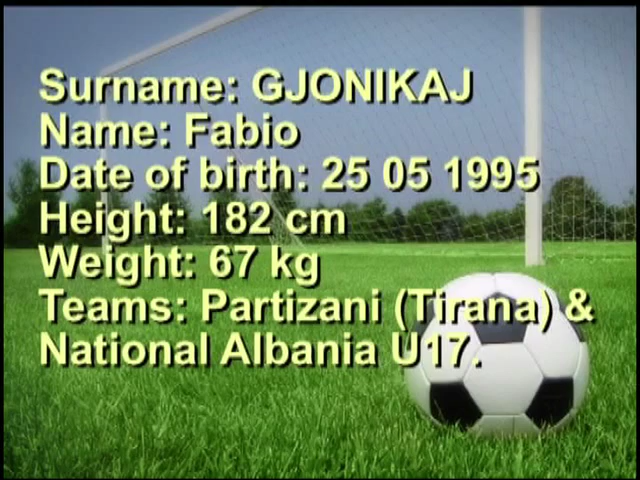 Surname: GJONIKAJ
Name: Fabio
Date of birth: 25 05 1995
Height: 182 cm
Weight: 67 kg
Teams: Partizani (Tirana) &
National Albania U17.